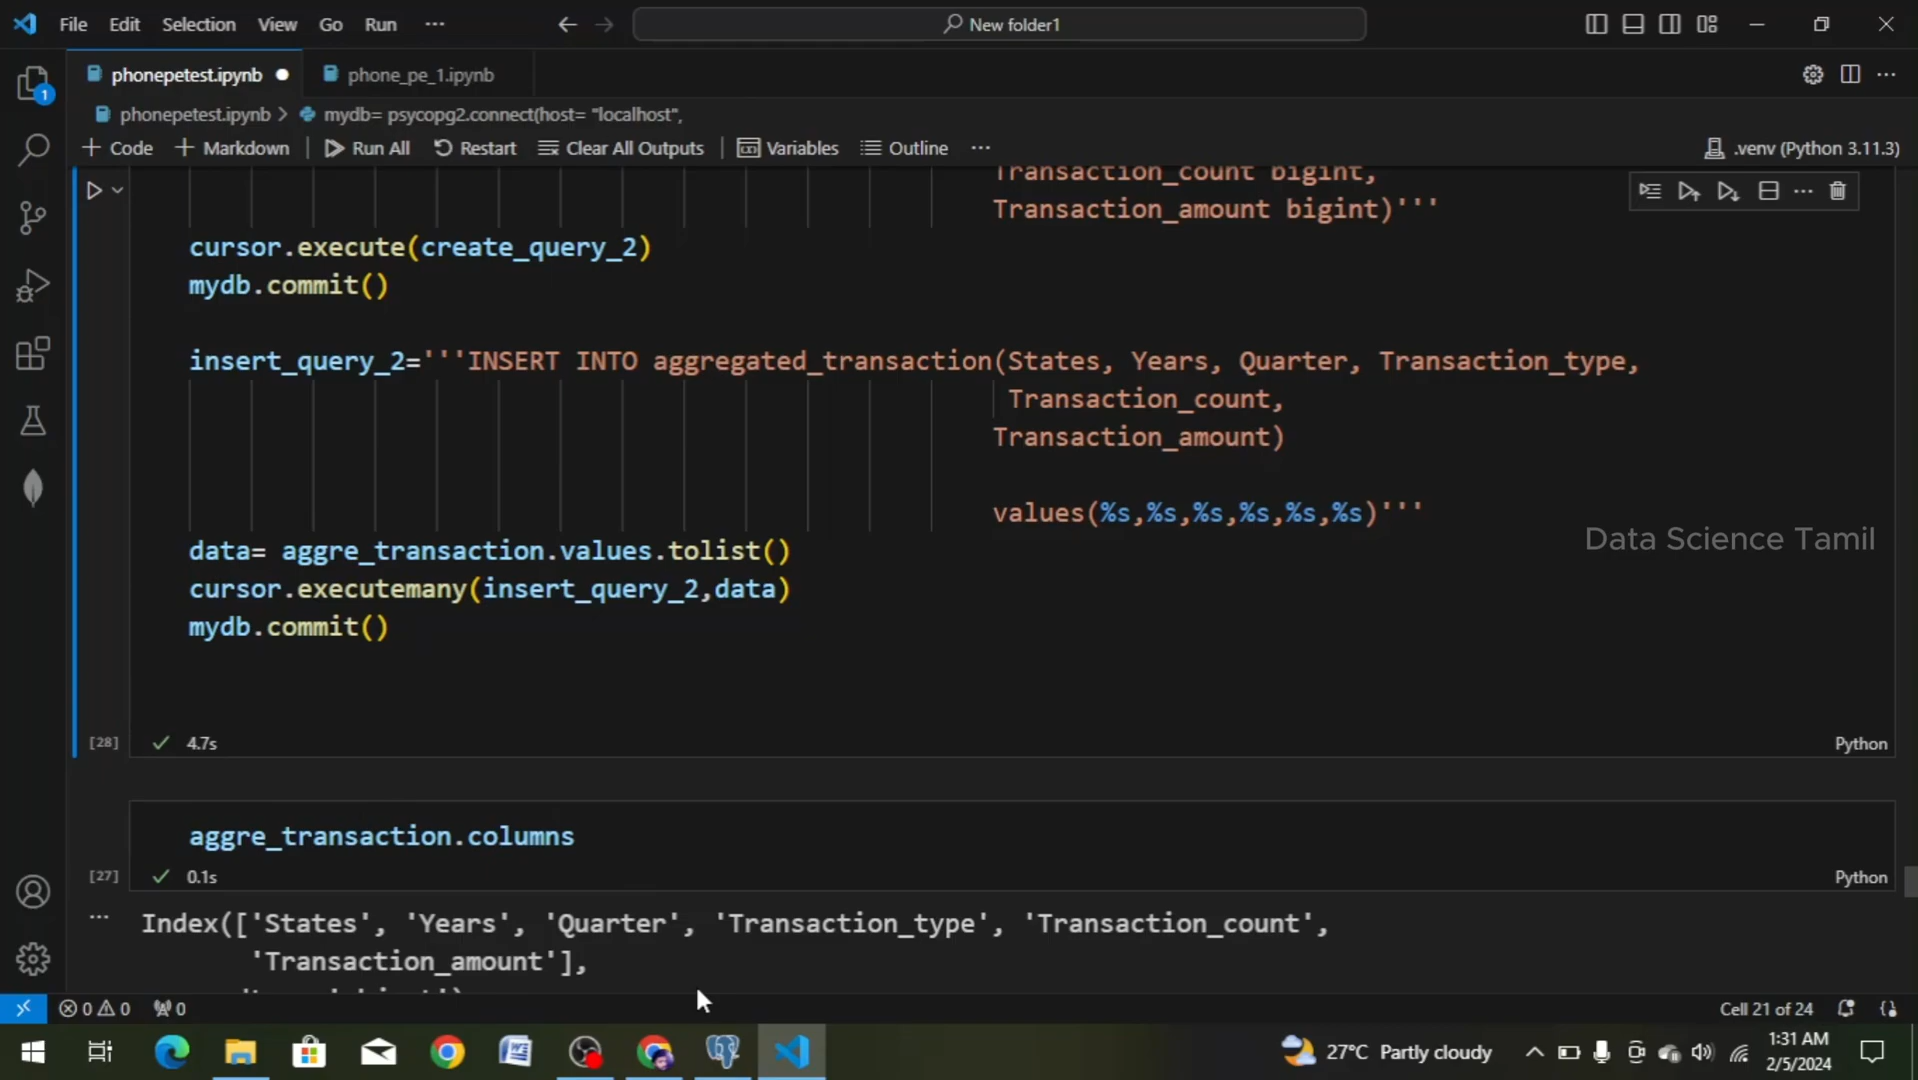 File Edit Selection View Go Run ··· New folder1
phonepetest.ipynb phone_pe_1.ipynb
phonepetest.ipynb > mydb= psycopg2.connect(host= "localhost",
+ Code + Markdown Run All Restart Clear All Outputs Variables Outline ··· .venv (Python 3.11.3)
Transaction_count bigint,
Transaction_amount bigint)'''
cursor.execute(create_query_2)
mydb.commit()
insert_query_2='''INSERT INTO aggregated_transaction(States, Years, Quarter, Transaction_type,
Transaction_count,
Transaction_amount)
values(%s,%s,%s,%s,%s,%s)'''
Data Science Tamil
data= aggre_transaction.values.tolist()
cursor.executemany(insert_query_2,data)
mydb.commit()
[28] 4.7s Python
aggre_transaction.columns
[27] 0.1s Python
Index(['States', 'Years', 'Quarter', 'Transaction_type', 'Transaction_count',
'Transaction_amount'],
0 0 0 Cell 21 of 24
27°C Partly cloudy 1:31 AM
2/5/2024
1